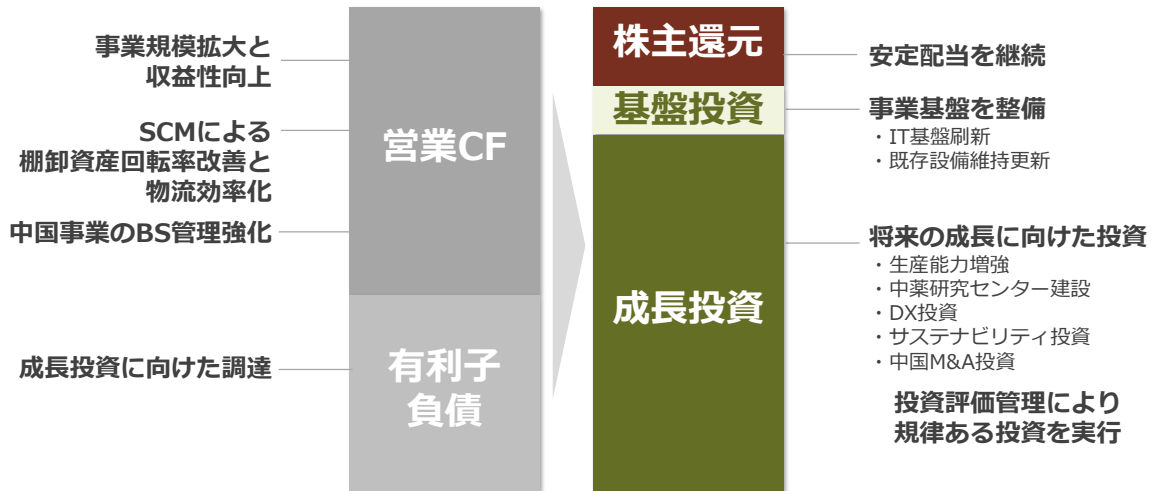 事業規模拡大と
収益性向上
SCMによる
棚卸資産回転率改善と
物流効率化
中国事業のBS管理強化
成長投資に向けた調達
営業CF
有利子
負債
株主還元
基盤投資
成長投資
安定配当を継続
事業基盤を整備
・IT基盤刷新
・既存設備維持更新
将来の成長に向けた投資
・生産能力増強
・中薬研究センター建設
・DX投資
・サステナビリティ投資
・中国M&A投資
投資評価管理により
規律ある投資を実行